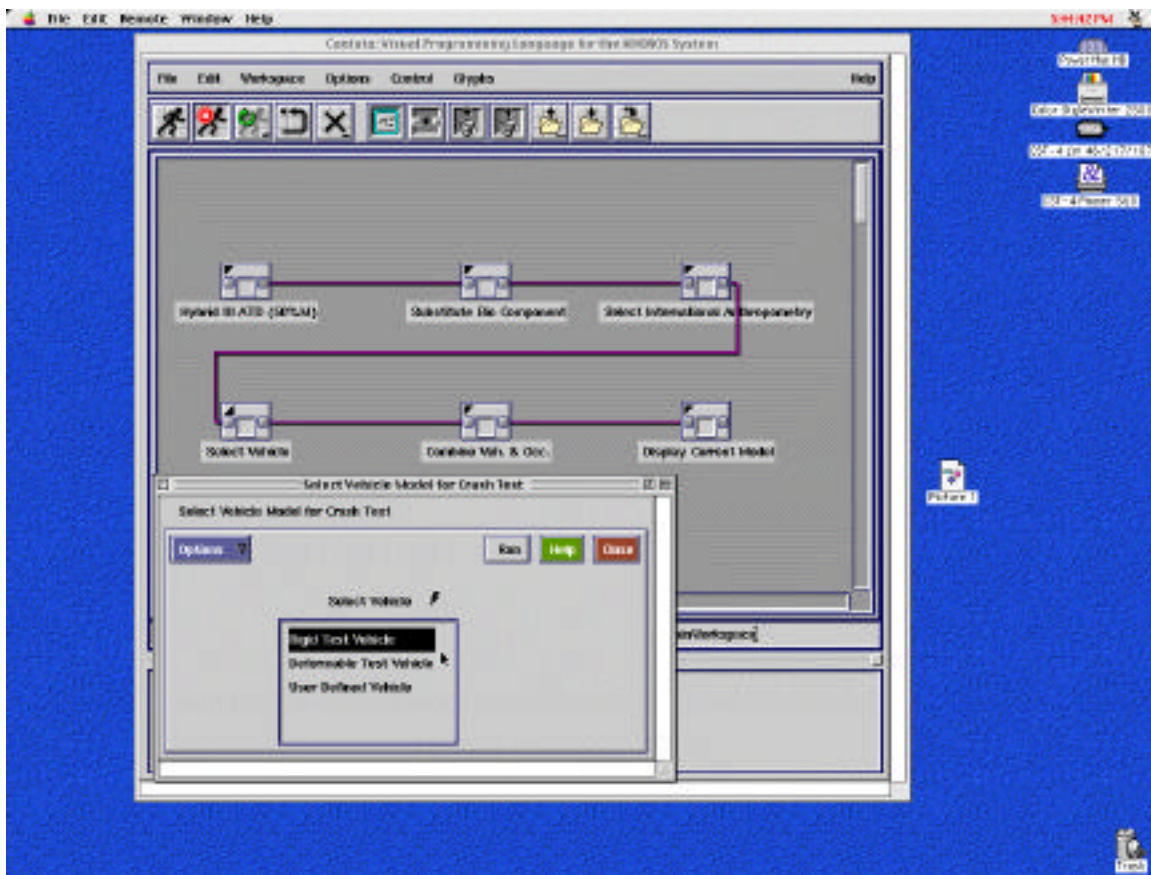 File Edit Remote Window Help
Cantata: Visual Programming Language for the KHOROS System
File Edit Workspace Options Control Glyphs Help
Hybrid III ATD (50%M)
Substitute Bio Component
Select International Anthropometry
Select Vehicle
Combine Veh. & Occ.
Display Current Model
Select Vehicle Model for Crash Test
Select Vehicle Model for Crash Test
Options
Run
Help
Close
Select Vehicle
Rigid Test Vehicle
Deformable Test Vehicle
User Defined Vehicle
Picture 1
Trash